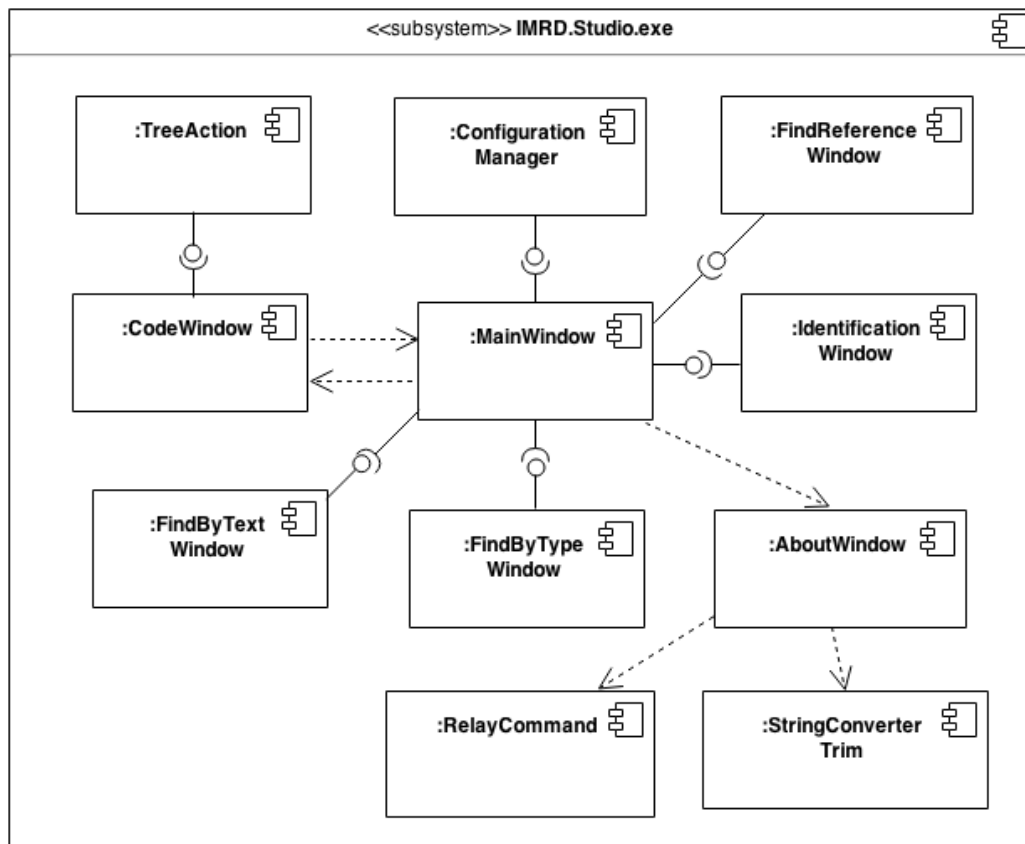 <<subsystem>> IMRD.Studio.exe
:TreeAction
:Configuration
Manager
:FindReference
Window
:CodeWindow
:MainWindow
:Identification
Window
:FindByText
Window
:FindByType
Window
:AboutWindow
:RelayCommand
:StringConverter
Trim